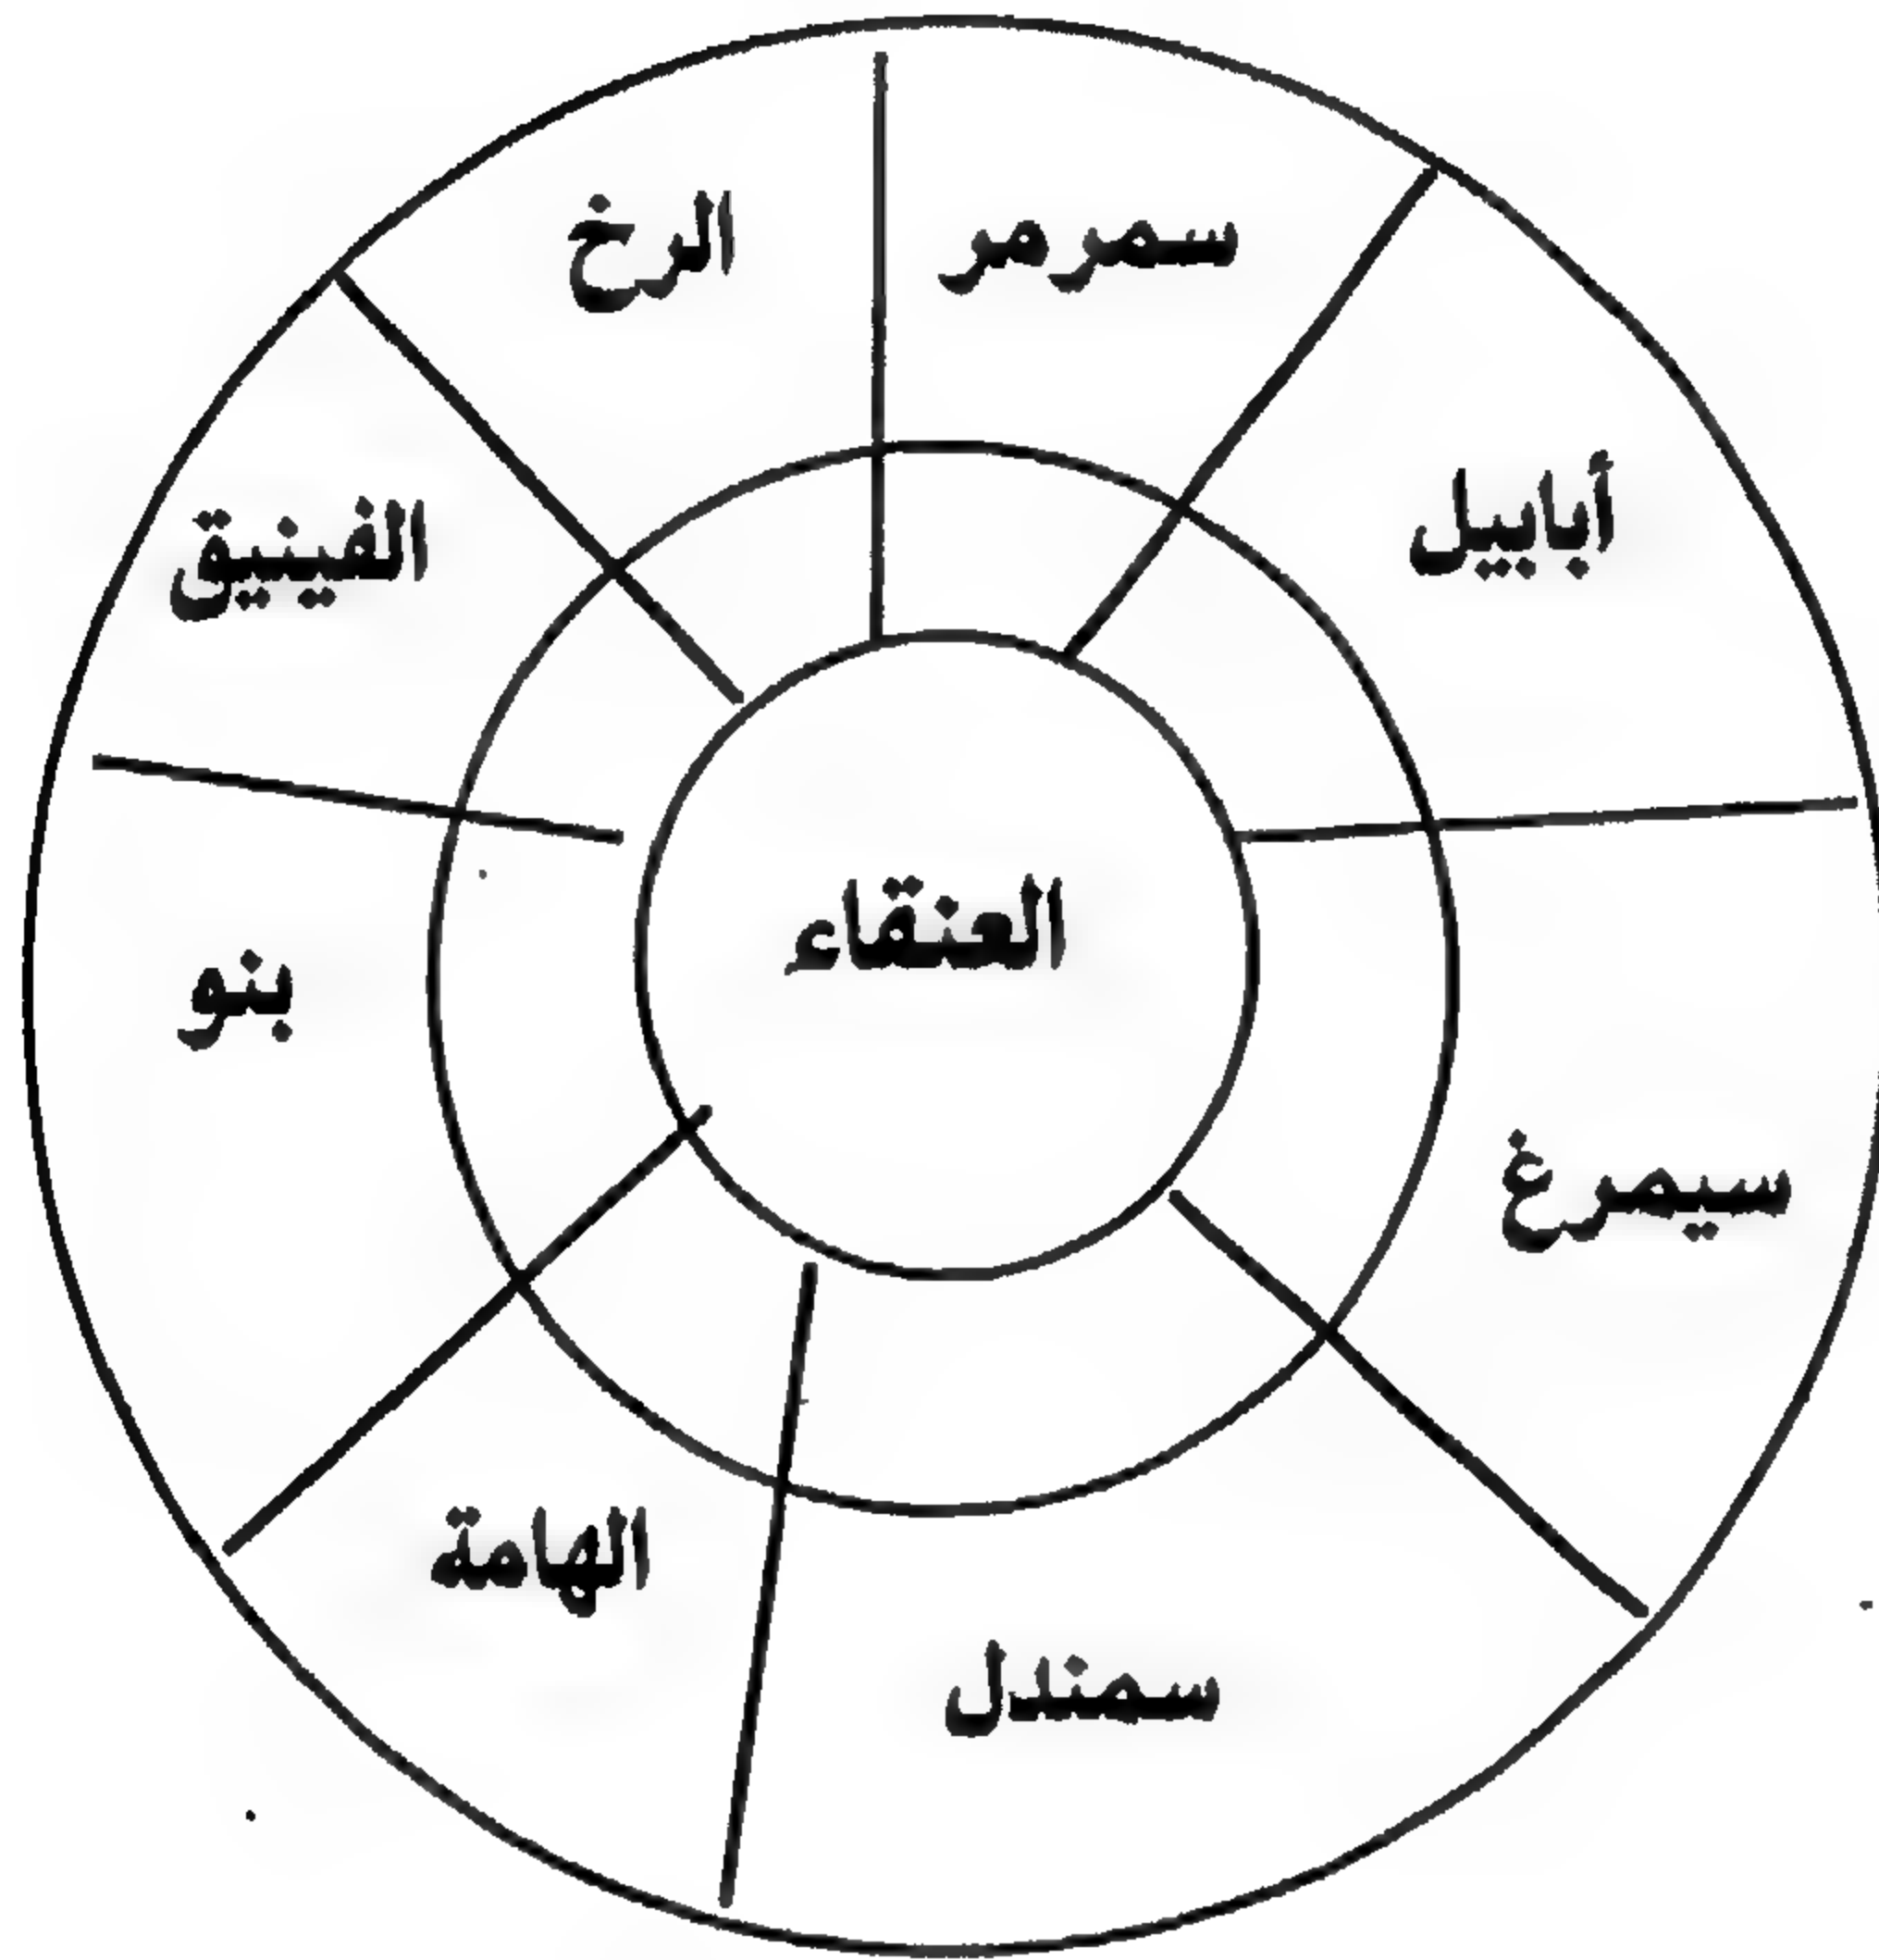 سمرمر
الرخ
أبابيل
الفينيق
العنقاء
بنو
سيمرغ
الهامة
سمندل